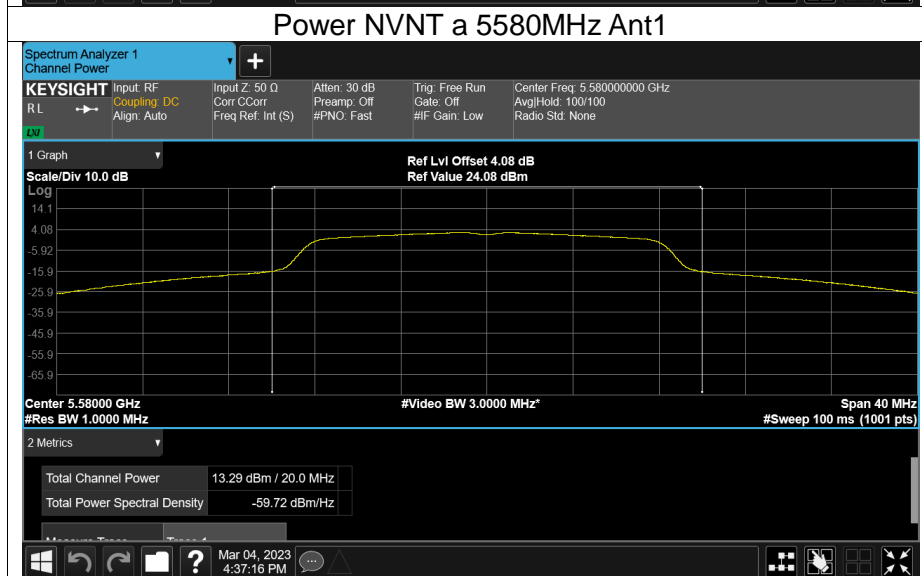 Power NVNT a 5580MHz Ant1
Spectrum Analyzer 1
Channel Power
KEYSIGHT Input: RF Input Z: 50 Ω Atten: 30 dB Trig: Free Run Center Freq: 5.580000000 GHz
RL Coupling: DC Corr CCorr Preamp: Off Gate: Off Avg|Hold: 100/100
Align: Auto Freq Ref: Int (S) #PNO: Fast #IF Gain: Low Radio Std: None
LXI
1 Graph
Ref Lvl Offset 4.08 dB
Scale/Div 10.0 dB Ref Value 24.08 dBm
Log
14.1
4.08
-5.92
-15.9
-25.9
-35.9
-45.9
-55.9
-65.9
Center 5.58000 GHz #Video BW 3.0000 MHz* Span 40 MHz
#Res BW 1.0000 MHz #Sweep 100 ms (1001 pts)
2 Metrics
Total Channel Power 13.29 dBm / 20.0 MHz
Total Power Spectral Density -59.72 dBm/Hz
Mar 04, 2023
4:37:16 PM